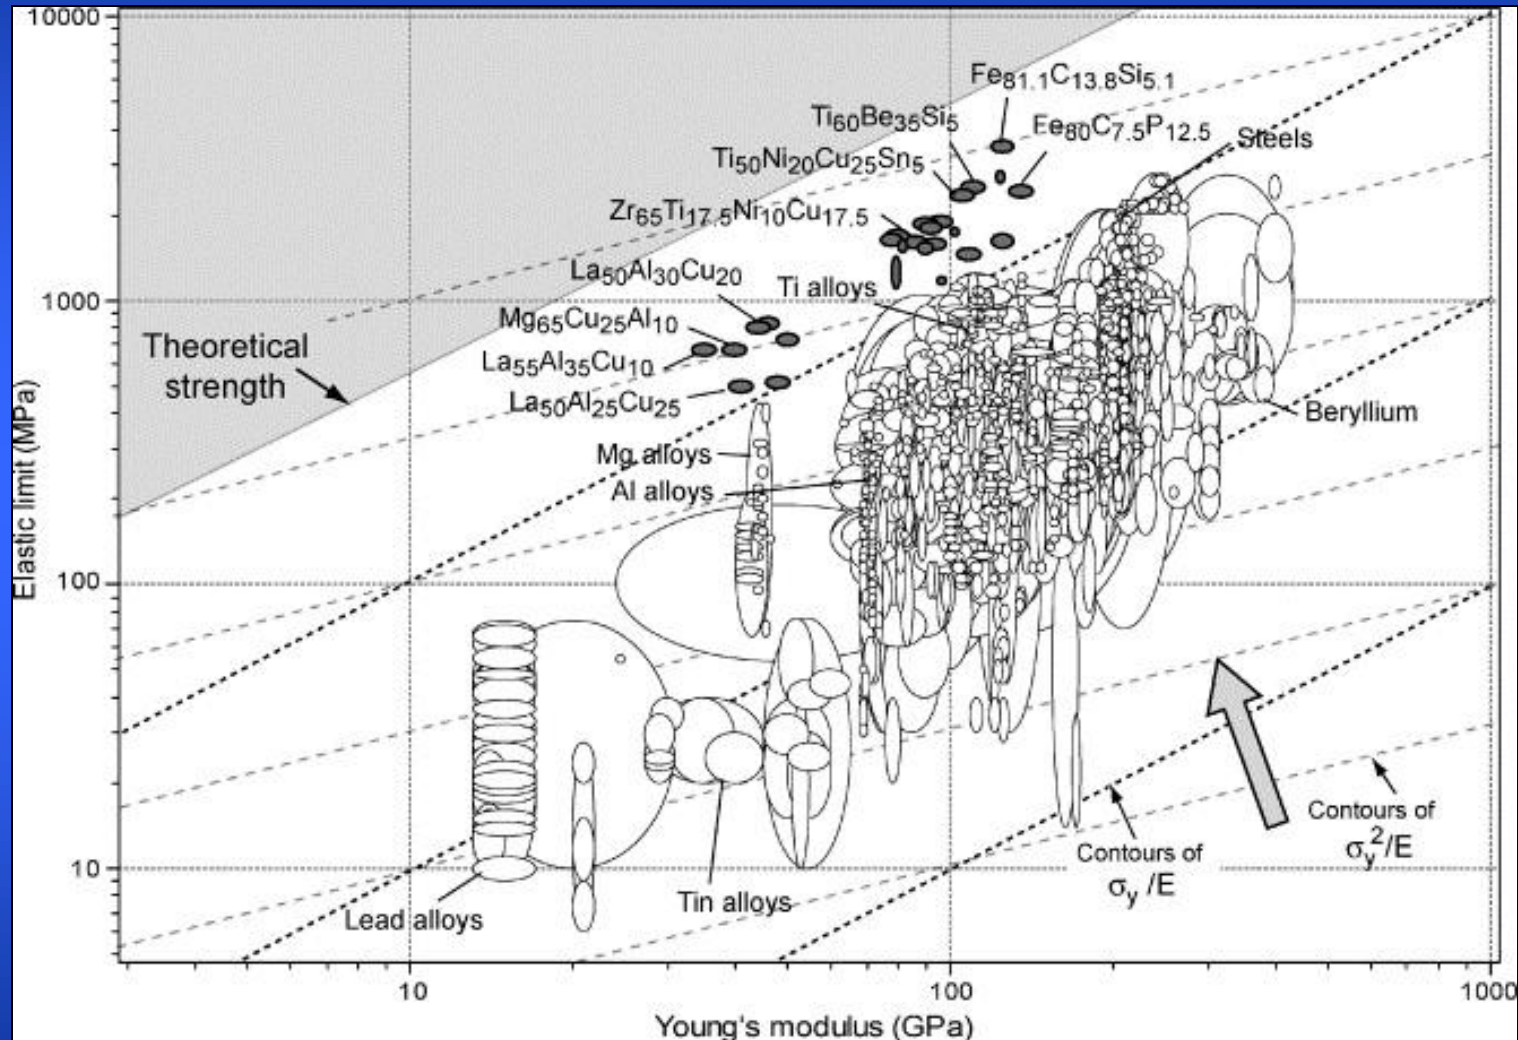 10000
1000
100
10
Elastic limit (MPa)
Theoretical
strength
Fe81.1C13.8Si5.1
Ti60Be35Si5
Fe80C7.5P12.5
Steels
Ti50Ni20Cu25Sn5
Zr65Ti17.5Ni10Cu17.5
La50Al30Cu20
Ti alloys
Mg65Cu25Al10
La55Al35Cu10
La50Al25Cu25
Beryllium
Mg alloys
Al alloys
Contours of
σy²/E
Contours of
σy /E
Tin alloys
Lead alloys
10
100
1000
Young's modulus (GPa)